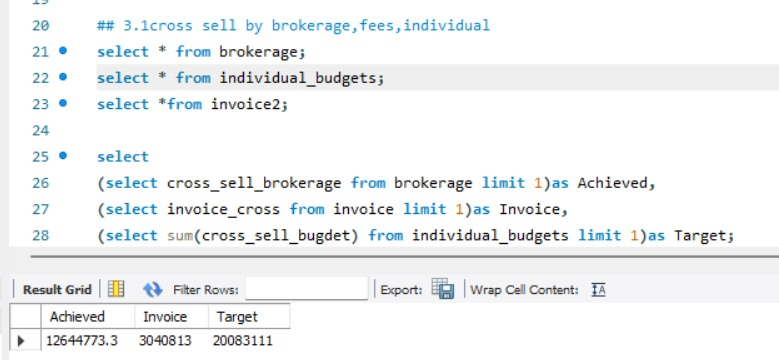 20 ## 3.1cross sell by brokerage,fees,individual
21 select * from brokerage;
22 select * from individual_budgets;
23 select *from invoice2;
24
25 select
26 (select cross_sell_brokerage from brokerage limit 1)as Achieved,
27 (select invoice_cross from invoice limit 1)as Invoice,
28 (select sum(cross_sell_bugdet) from individual_budgets limit 1)as Target;
Result Grid Filter Rows: Export: Wrap Cell Content: IA
Achieved Invoice Target
12644773.3 3040813 20083111